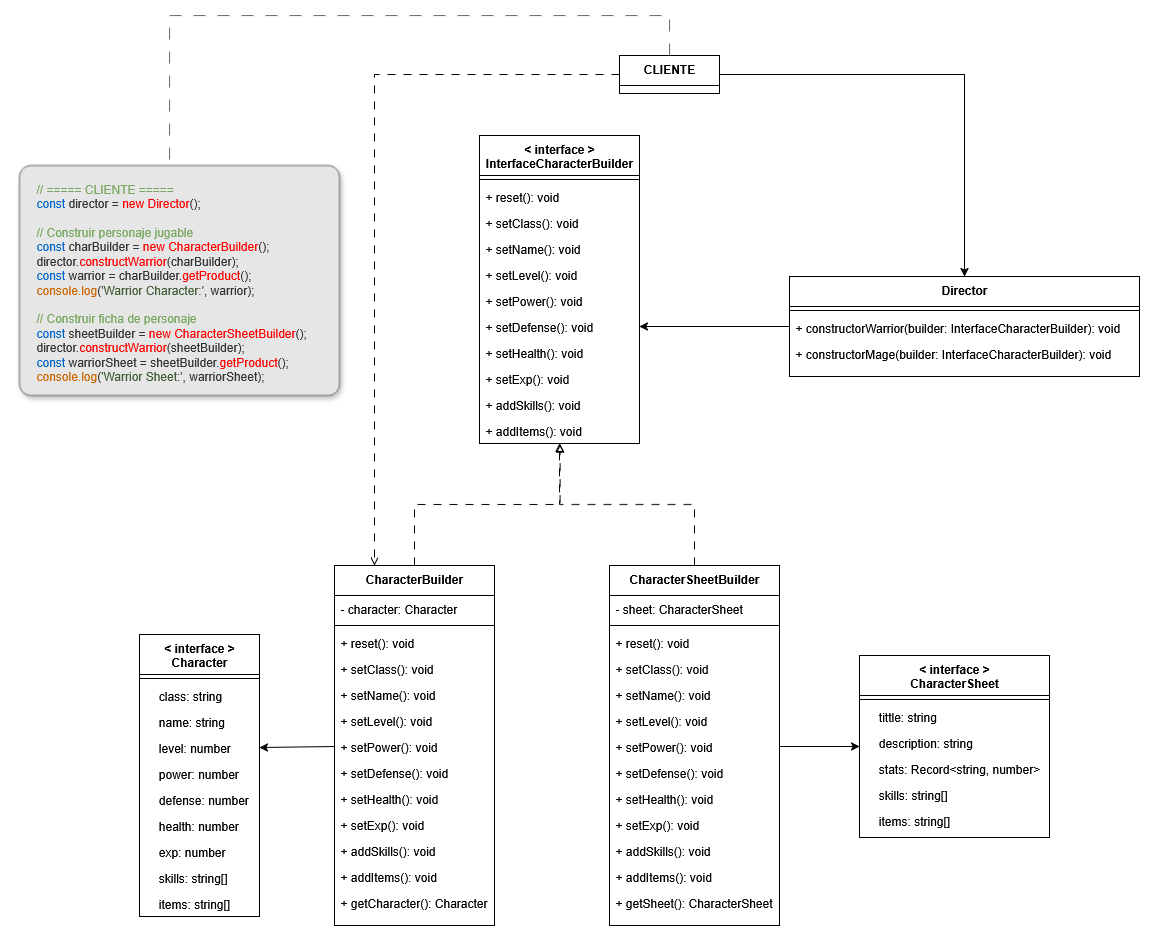 CLIENTE
< interface >
InterfaceCharacterBuilder
+ reset(): void
+ setClass(): void
+ setName(): void
+ setLevel(): void
+ setPower(): void
+ setDefense(): void
+ setHealth(): void
+ setExp(): void
+ addSkills(): void
+ addItems(): void
// ===== CLIENTE =====
const director = new Director();
// Construir personaje jugable
const charBuilder = new CharacterBuilder();
director.constructWarrior(charBuilder);
const warrior = charBuilder.getProduct();
console.log('Warrior Character:', warrior);
// Construir ficha de personaje
const sheetBuilder = new CharacterSheetBuilder();
director.constructWarrior(sheetBuilder);
const warriorSheet = sheetBuilder.getProduct();
console.log('Warrior Sheet:', warriorSheet);
Director
+ constructorWarrior(builder: InterfaceCharacterBuilder): void
+ constructorMage(builder: InterfaceCharacterBuilder): void
CharacterBuilder
- character: Character
+ reset(): void
+ setClass(): void
+ setName(): void
+ setLevel(): void
+ setPower(): void
+ setDefense(): void
+ setHealth(): void
+ setExp(): void
+ addSkills(): void
+ addItems(): void
+ getCharacter(): Character
CharacterSheetBuilder
- sheet: CharacterSheet
+ reset(): void
+ setClass(): void
+ setName(): void
+ setLevel(): void
+ setPower(): void
+ setDefense(): void
+ setHealth(): void
+ setExp(): void
+ addSkills(): void
+ addItems(): void
+ getSheet(): CharacterSheet
< interface >
Character
class: string
name: string
level: number
power: number
defense: number
health: number
exp: number
skills: string[]
items: string[]
< interface >
CharacterSheet
tittle: string
description: string
stats: Record<string, number>
skills: string[]
items: string[]